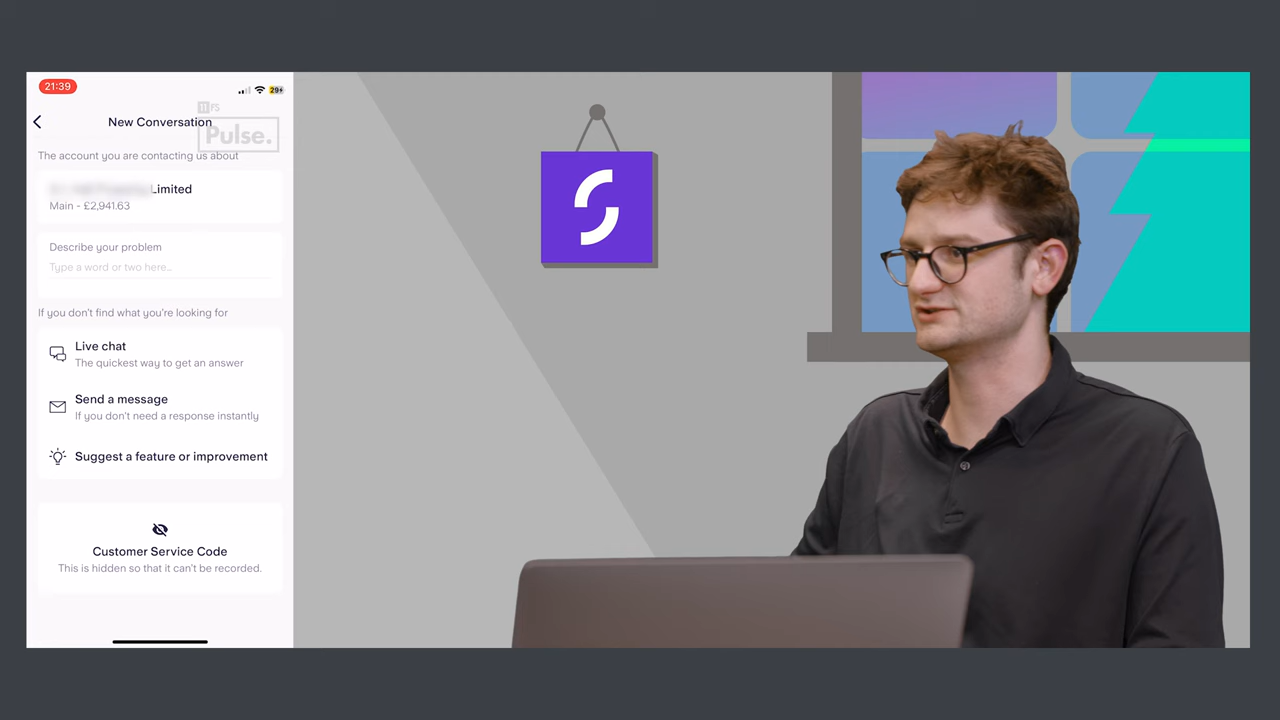 21:39
29
11:FS
Pulse.
New Conversation
The account you are contacting us about
Limited
Main - £2,941.63
Describe your problem
Type a word or two here...
If you don't find what you're looking for
Live chat
The quickest way to get an answer
Send a message
If you don't need a response instantly
Suggest a feature or improvement
Customer Service Code
This is hidden so that it can't be recorded.